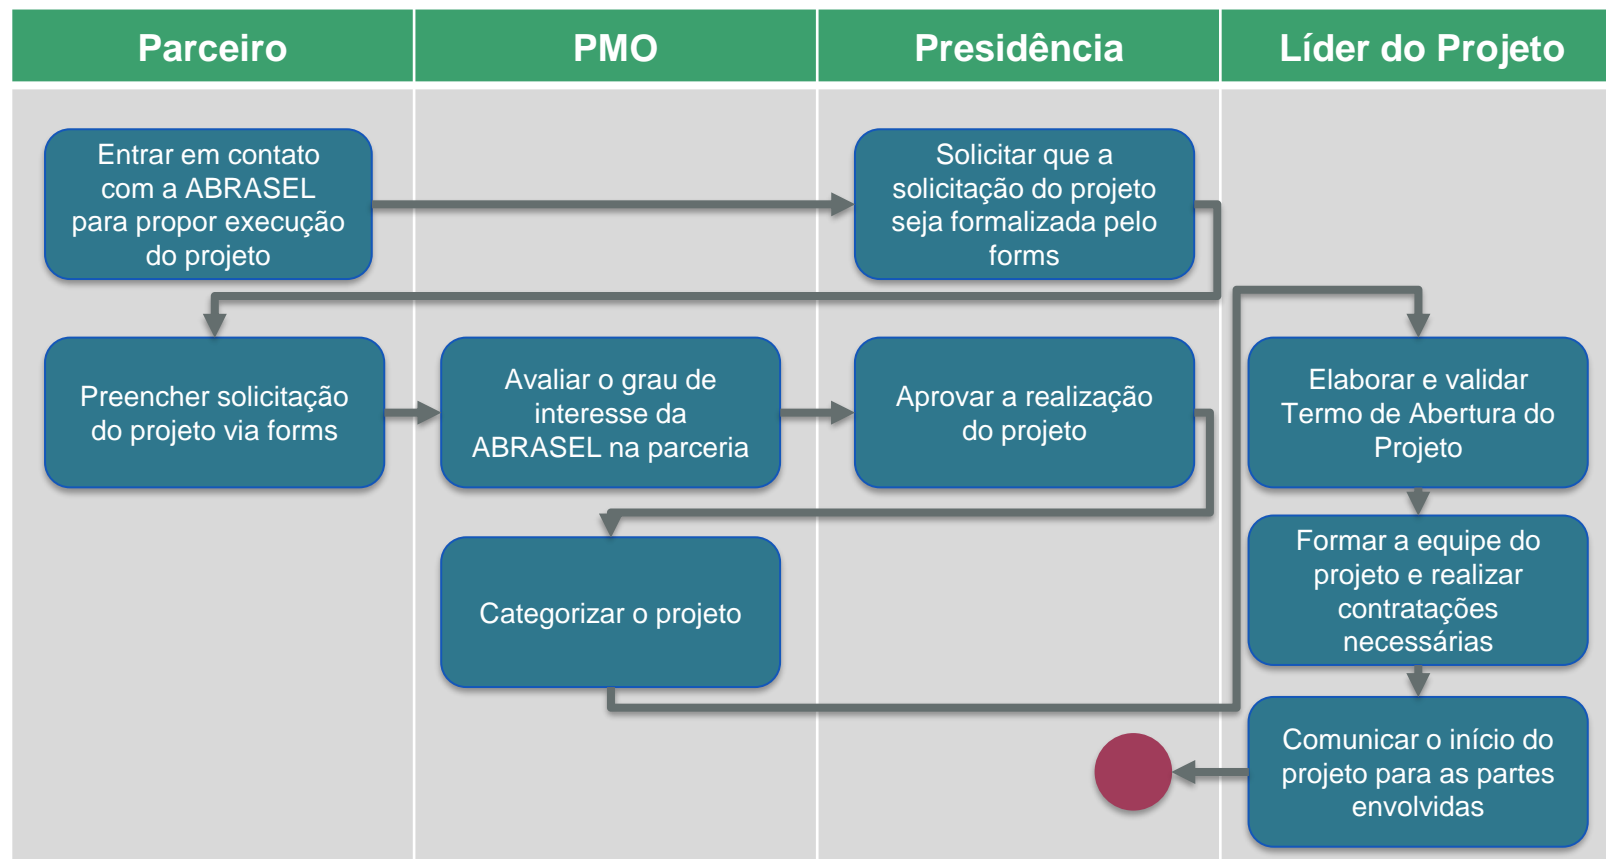 Parceiro
PMO
Presidência
Líder do Projeto
Entrar em contato
com a ABRASEL
para propor execução
do projeto
Solicitar que a
solicitação do projeto
seja formalizada pelo
forms
Preencher solicitação
do projeto via forms
Avaliar o grau de
interesse da
ABRASEL na parceria
Aprovar a realização
do projeto
Elaborar e validar
Termo de Abertura do
Projeto
Categorizar o projeto
Formar a equipe do
projeto e realizar
contratações
necessárias
Comunicar o início do
projeto para as partes
envolvidas